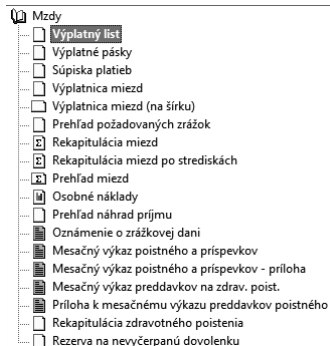 Mzdy
Výplatný list
Výplatné pásky
Súpiska platieb
Výplatnica miezd
Výplatnica miezd (na šírku)
Prehľad požadovaných zrážok
Rekapitulácia miezd
Rekapitulácia miezd po strediskách
Prehľad miezd
Osobné náklady
Prehľad náhrad príjmu
Oznámenie o zrážkovej dani
Mesačný výkaz poistného a príspevkov
Mesačný výkaz poistného a príspevkov - príloha
Mesačný výkaz preddavkov na zdrav. poist.
Príloha k mesačnému výkazu preddavkov poistného
Rekapitulácia zdravotného poistenia
Rezerva na nevyčerpanú dovolenku